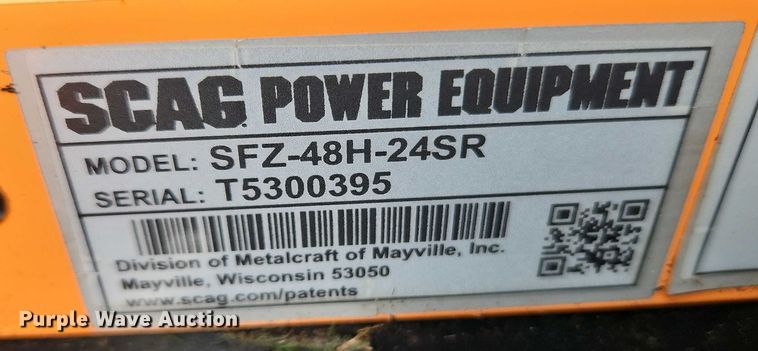 SCAG POWER EQUIPMENT
MODEL: SFZ-48H-24SR
SERIAL: T5300395
Division of Metalcraft of Mayville, Inc.
Mayville, Wisconsin 53050
www.scag.com/patents
Purple Wave Auction